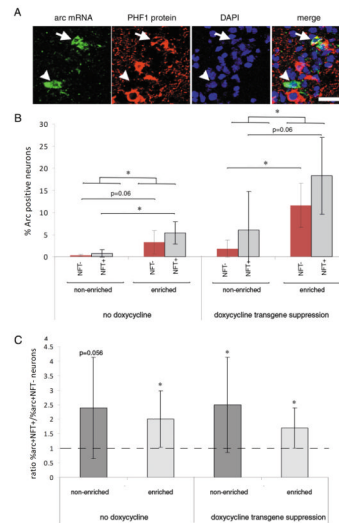 A
arc mRNA PHF1 protein DAPI merge
B
% Arc positive neurons
30
25
20
15
10
5
0
*
p=0.06
*
*
p=0.06
*
NFT- NFT+ NFT- NFT+ NFT- NFT+ NFT- NFT+
non-enriched enriched non-enriched enriched
no doxycycline doxycycline transgene suppression
C
ratio %arc+NFT+/%arc+NFT- neurons
4.5
4
3.5
3
2.5
2
1.5
1
0.5
0
p=0.056 * * *
non-enriched enriched non-enriched enriched
no doxycycline doxycycline transgene suppression